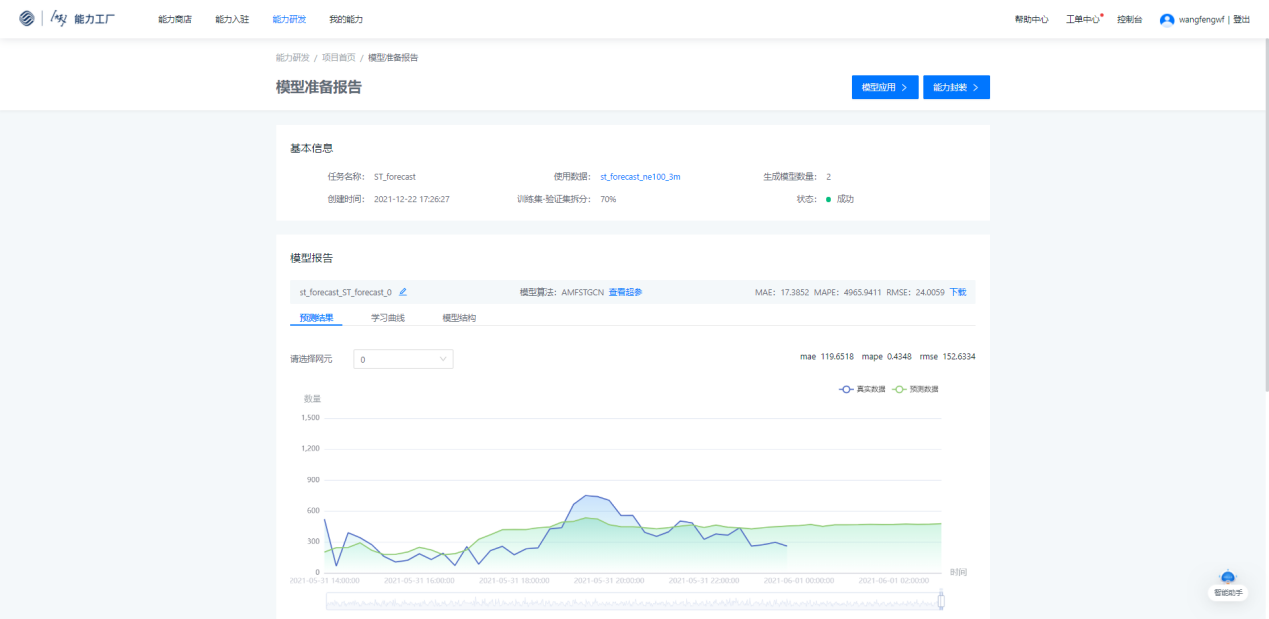 能力工厂 能力商店 能力入驻 能力研发 我的能力 帮助中心 工单中心 控制台 wangfengwf | 登出
能力研发 / 项目首页 / 模型准备报告
模型准备报告 模型应用 > 能力封装 >
基本信息
任务名称: ST_forecast 使用数据: st_forecast_ne100_3m 生成模型数量: 2
创建时间: 2021-12-22 17:26:27 训练集-验证集拆分: 70% 状态: 成功
模型报告
st_forecast_ST_forecast_0 模型算法: AMFSTGCN 查看超参 MAE: 17.3852 MAPE: 4965.9411 RMSE: 24.0059 下载
预测结果 学习曲线 模型结构
请选择网元 0 mae 119.6518 mape 0.4348 rmse 152.6334
真实数据 预测数据
数量
1,500
1,200
900
600
300
0
时间
2021-05-31 14:00:00 2021-05-31 16:00:00 2021-05-31 18:00:00 2021-05-31 20:00:00 2021-05-31 22:00:00 2021-06-01 00:00:00 2021-06-01 02:00:00
智能助手